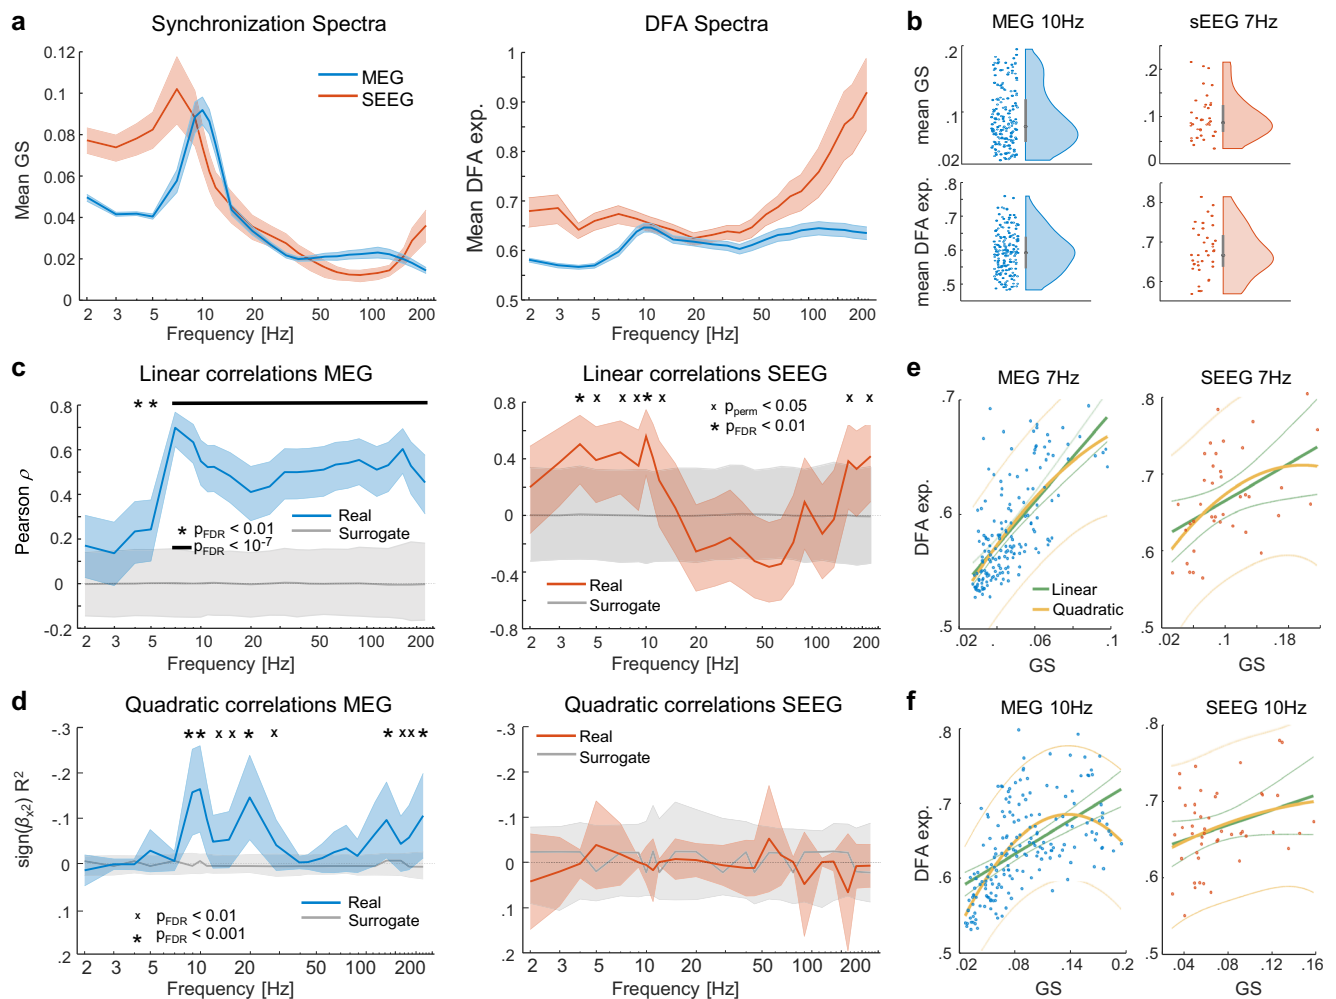 a
Synchronization Spectra
Mean GS
0.12
0.1
0.08
0.06
0.04
0.02
0
MEG
SEEG
2 3 5 10 20 50 100 200
Frequency [Hz]
DFA Spectra
Mean DFA exp.
1
0.9
0.8
0.7
0.6
0.5
2 3 5 10 20 50 100 200
Frequency [Hz]
b
MEG 10Hz
mean GS
.2
.1
.02
sEEG 7Hz
.2
.1
0
mean DFA exp.
.8
.7
.6
.5
.8
.7
.6
c
Linear correlations MEG
Pearson ρ
0.8
0.6
0.4
0.2
0
-0.2
* *
* pFDR < 0.01
pFDR < 10-7
Real
Surrogate
2 3 5 10 20 50 100 200
Frequency [Hz]
Linear correlations SEEG
0.8
0.4
0
-0.4
-0.8
* x x x * x x x
x pperm < 0.05
* pFDR < 0.01
Real
Surrogate
2 3 5 10 20 50 100 200
Frequency [Hz]
e
MEG 7Hz
DFA exp.
.7
.6
.5
Linear
Quadratic
.02 . .06 .1
GS
SEEG 7Hz
.8
.7
.6
.5
.02 .1 .18
GS
d
Quadratic correlations MEG
sign(βx2) R2
-.3
-.2
-.1
0
.1
.2
* * x x * x * x x *
x pFDR < 0.01
* pFDR < 0.001
Real
Surrogate
2 5 10 20 50 100 200
Frequency [Hz]
Quadratic correlations SEEG
-.3
-.2
-.1
0
.1
.2
Real
Surrogate
2 5 10 20 50 100 200
Frequency [Hz]
f
MEG 10Hz
DFA exp.
.8
.7
.6
.5
.02 .08 .14 0.2
GS
SEEG 10Hz
.8
.7
.6
.5
.04 .08 .12 .16
GS